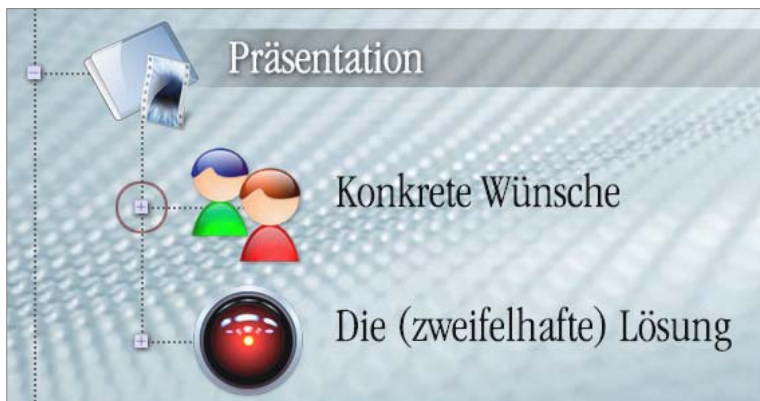 Präsentation
Konkrete Wünsche
Die (zweifelhafte) Lösung